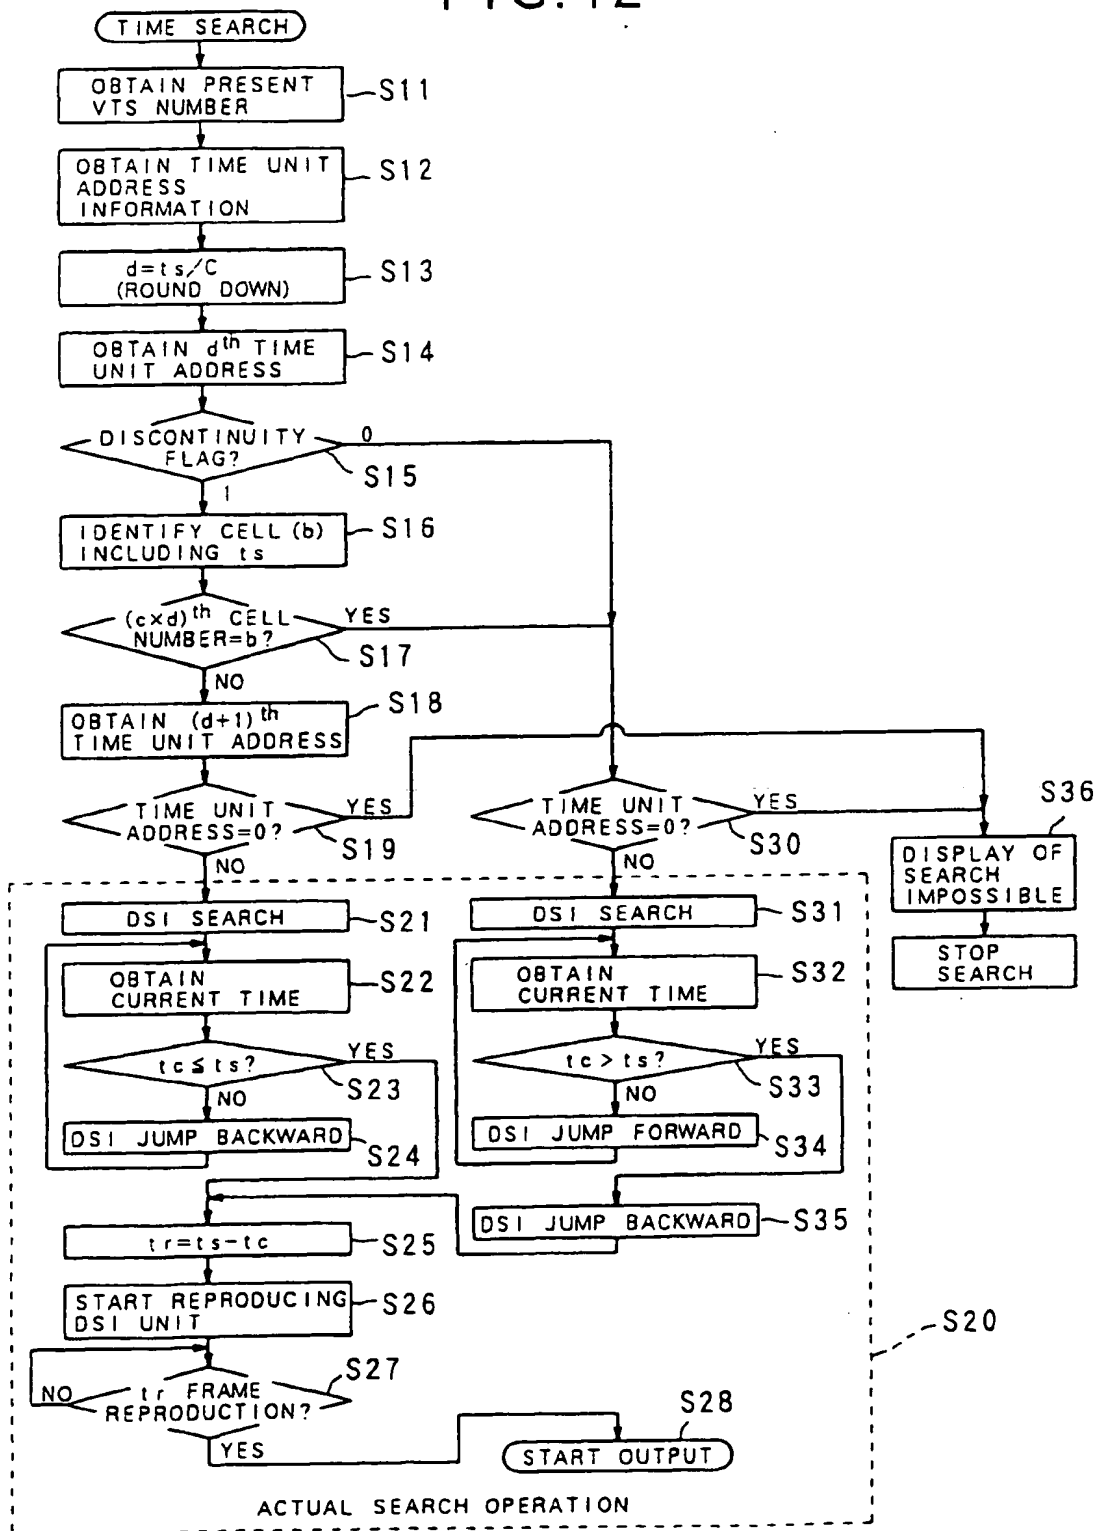 FIG.12
TIME SEARCH
OBTAIN PRESENT
VTS NUMBER
S11
OBTAIN TIME UNIT
ADDRESS
INFORMATION
S12
d=ts/C
(ROUND DOWN)
S13
OBTAIN dth TIME
UNIT ADDRESS
S14
DISCONTINUITY
FLAG?
0
S15
1
IDENTIFY CELL (b)
INCLUDING ts
S16
(c×d)th CELL
NUMBER=b?
YES
S17
NO
OBTAIN (d+1)th
TIME UNIT ADDRESS
S18
TIME UNIT
ADDRESS=0?
YES
S19
NO
TIME UNIT
ADDRESS=0?
YES
S30
NO
S36
DISPLAY OF
SEARCH
IMPOSSIBLE
STOP
SEARCH
DSI SEARCH
S21
OBTAIN
CURRENT TIME
S22
tc≦ts?
YES
S23
NO
DSI JUMP BACKWARD
S24
DSI SEARCH
S31
OBTAIN
CURRENT TIME
S32
tc>ts?
YES
S33
NO
DSI JUMP FORWARD
S34
DSI JUMP BACKWARD
S35
tr=ts-tc
S25
START REPRODUCING
DSI UNIT
S26
S20
tr FRAME
REPRODUCTION?
S27
NO
YES
S28
START OUTPUT
ACTUAL SEARCH OPERATION